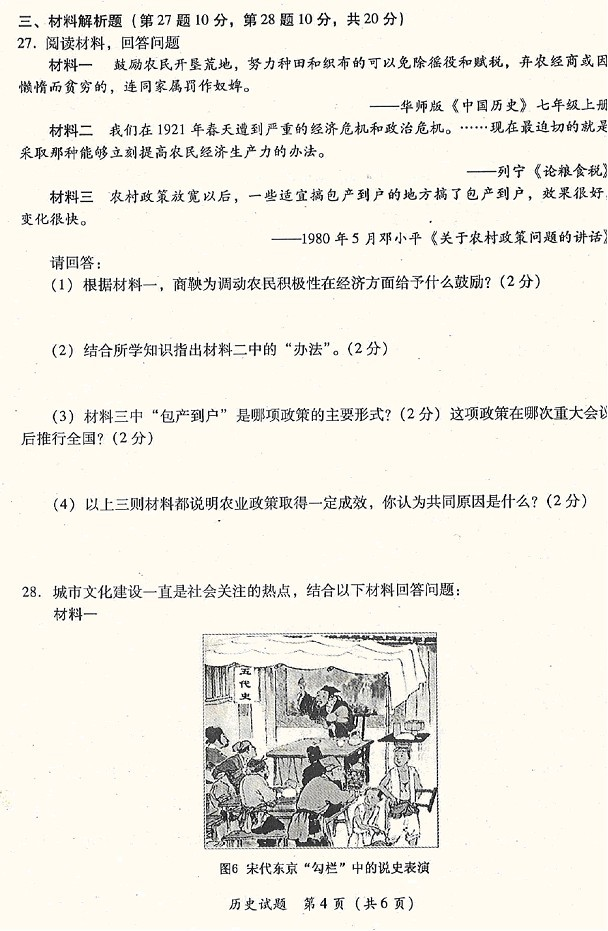 三、材料解析题（第27题10分，第28题10分，共20分）
27. 阅读材料，回答问题
材料一 鼓励农民开垦荒地，努力种田和织布的可以免除徭役和赋税，弃农经商或因
懒惰而贫穷的，连同家属罚作奴婢。
——华师版《中国历史》七年级上册
材料二 我们在1921年春天遭到严重的经济危机和政治危机。……现在最迫切的就是
采取那种能够立刻提高农民经济生产力的办法。
——列宁《论粮食税》
材料三 农村政策放宽以后，一些适宜搞包产到户的地方搞了包产到户，效果很好，
变化很快。
——1980年5月邓小平《关于农村政策问题的讲话》
请回答：
（1）根据材料一，商鞅为调动农民积极性在经济方面给予什么鼓励？（2分）
（2）结合所学知识指出材料二中的“办法”。（2分）
（3）材料三中“包产到户”是哪项政策的主要形式？（2分）这项政策在哪次重大会议
后推行全国？（2分）
（4）以上三则材料都说明农业政策取得一定成效，你认为共同原因是什么？（2分）
28. 城市文化建设一直是社会关注的热点，结合以下材料回答问题：
材料一
五代史
图6 宋代东京“勾栏”中的说史表演
历史试题 第4页（共6页）